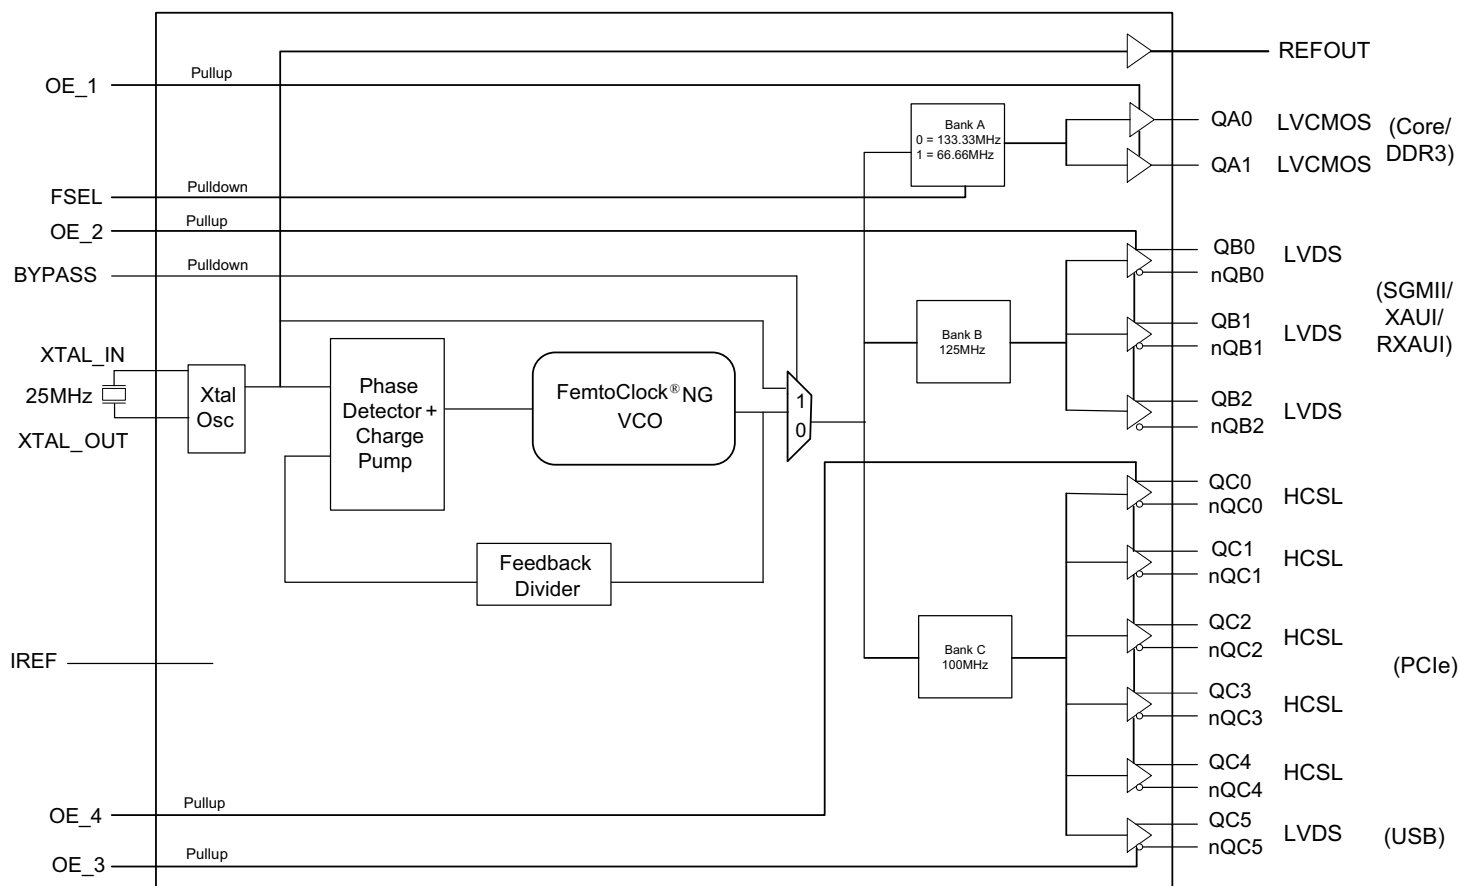 REFOUT
OE_1
Pullup
Bank A
0 = 133.33MHz
1 = 66.66MHz
QA0 LVCMOS
QA1 LVCMOS
(Core/
DDR3)
FSEL
Pulldown
OE_2
Pullup
BYPASS
Pulldown
QB0
nQB0
LVDS
QB1
nQB1
LVDS
QB2
nQB2
LVDS
(SGMII/
XAUI/
RXAUI)
Bank B
125MHz
XTAL_IN
25MHz
XTAL_OUT
Xtal
Osc
Phase
Detector +
Charge
Pump
FemtoClock® NG
VCO
1
0
Feedback
Divider
QC0
nQC0
HCSL
QC1
nQC1
HCSL
QC2
nQC2
HCSL
QC3
nQC3
HCSL
QC4
nQC4
HCSL
(PCIe)
QC5
nQC5
LVDS
(USB)
Bank C
100MHz
IREF
OE_4
Pullup
OE_3
Pullup